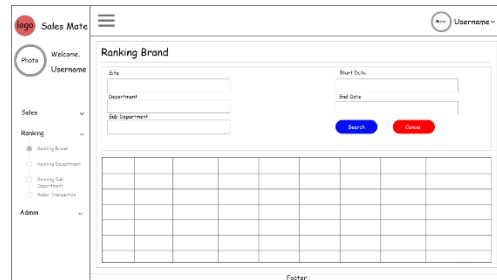 logo
Sales Mate
Username
Photo
Welcome,
Username
Ranking Brand
Site
Start Date
Department
End Date
Sub Department
Search
Cancel
Sales
Ranking
Ranking Brand
Ranking Department
Ranking Sub
Department
Sales Transaction
Admin
Footer